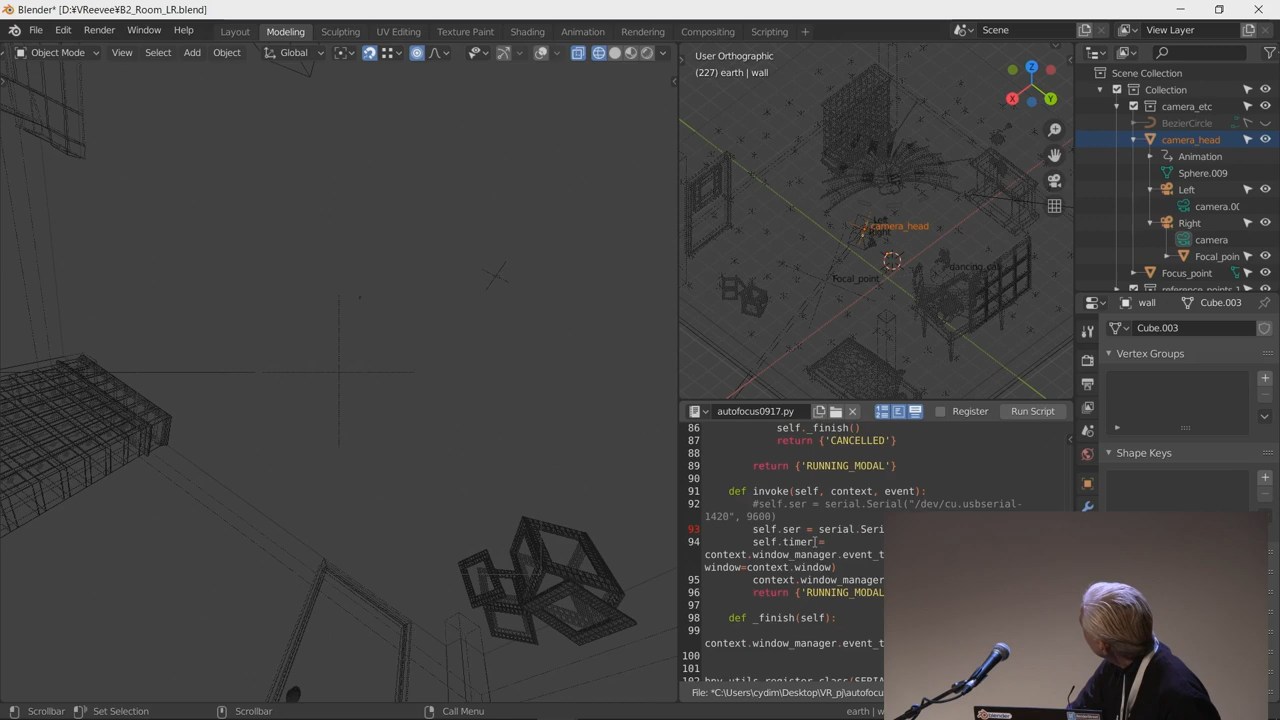 Blender* [D:¥VReevee¥B2_Room_LR.blend]
File Edit Render Window Help Layout Modeling Sculpting UV Editing Texture Paint Shading Animation Rendering Compositing Scripting + Scene View Layer
Object Mode View Select Add Object Global
User Orthographic
(227) earth | wall
Z
X
Y
Left
camera_head
Focal_point
Scene Collection
Collection
camera_etc
BezierCircle
camera_head
Animation
Sphere.009
Left
camera.00
Right
camera
Focal_poin
Focus_point
wall Cube.003
Cube.003
Vertex Groups
Shape Keys
autofocus0917.py Register Run Script
86 self._finish()
87 return {'CANCELLED'}
88
89 return {'RUNNING_MODAL'}
90
91 def invoke(self, context, event):
92 #self.ser = serial.Serial("/dev/cu.usbserial-
1420", 9600)
93 self.ser = serial.Seri
94 self.timer =
context.window_manager.event_t
window=context.window)
95 context.window_manager
96 return {'RUNNING_MODAL
97
98 def _finish(self):
99
context.window_manager.event_t
100
101
102
File: *C:\Users\cydim\Desktop\VR_pj\autofocu
Scrollbar Set Selection Scrollbar Call Menu earth | w
blender